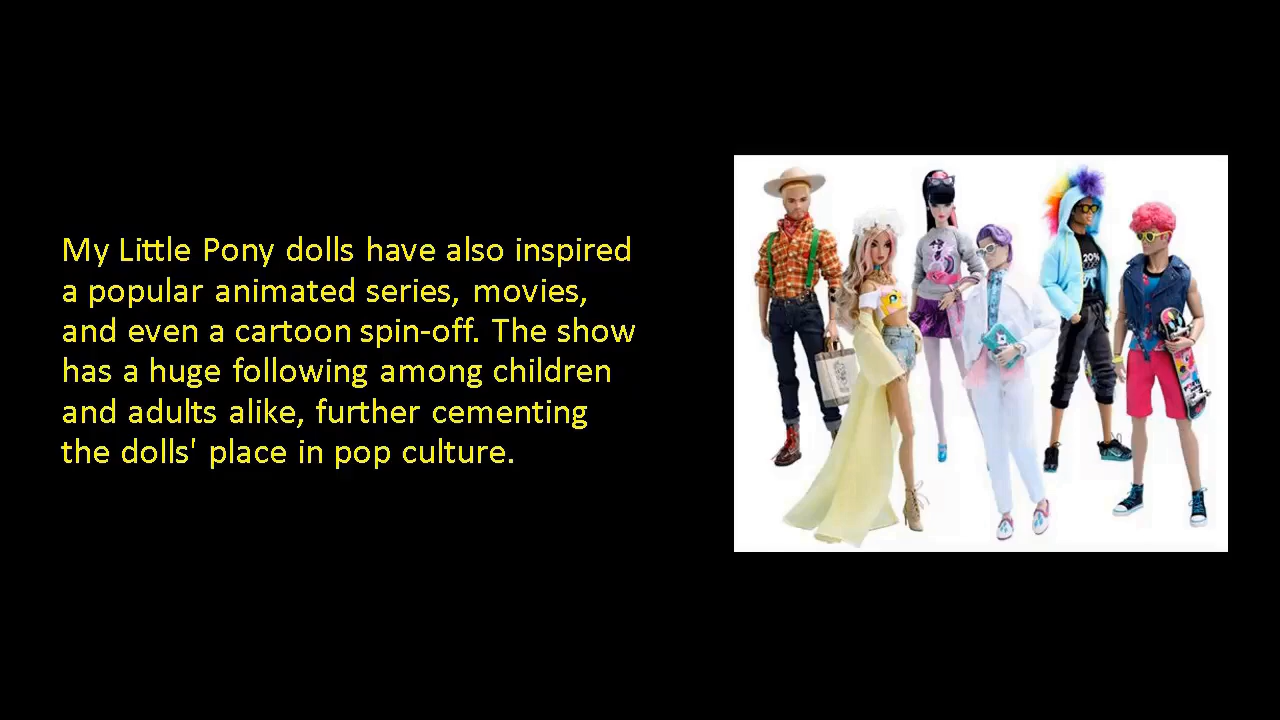 My Little Pony dolls have also inspired
a popular animated series, movies,
and even a cartoon spin-off. The show
has a huge following among children
and adults alike, further cementing
the dolls' place in pop culture.
20%